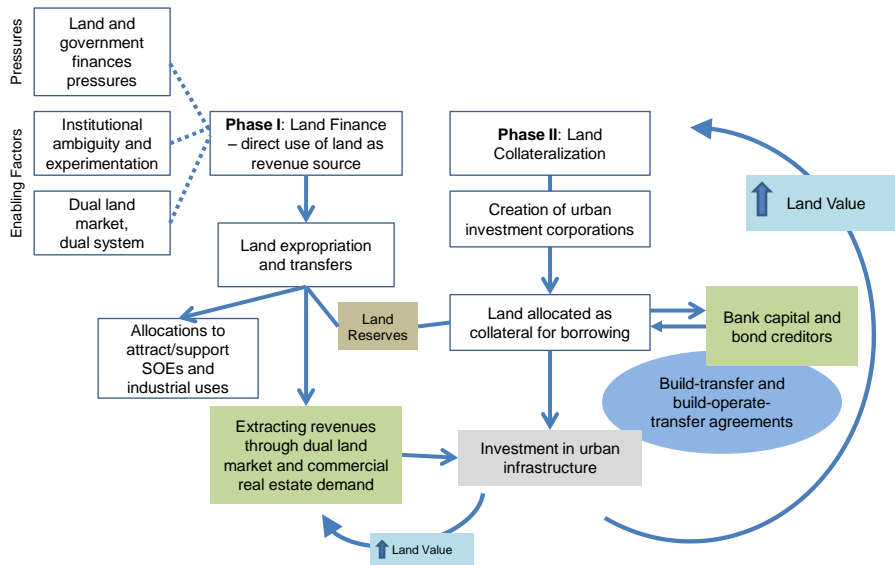 Pressures
Land and
government
finances
pressures
Enabling Factors
Institutional
ambiguity and
experimentation
Dual land
market,
dual system
Phase I: Land Finance
– direct use of land as
revenue source
Land expropriation
and transfers
Allocations to
attract/support
SOEs and
industrial uses
Land
Reserves
Extracting revenues
through dual land
market and commercial
real estate demand
Phase II: Land
Collateralization
Creation of urban
investment corporations
Land allocated as
collateral for borrowing
Bank capital and
bond creditors
Build-transfer and
build-operate-
transfer agreements
Investment in urban
infrastructure
Land Value
Land Value